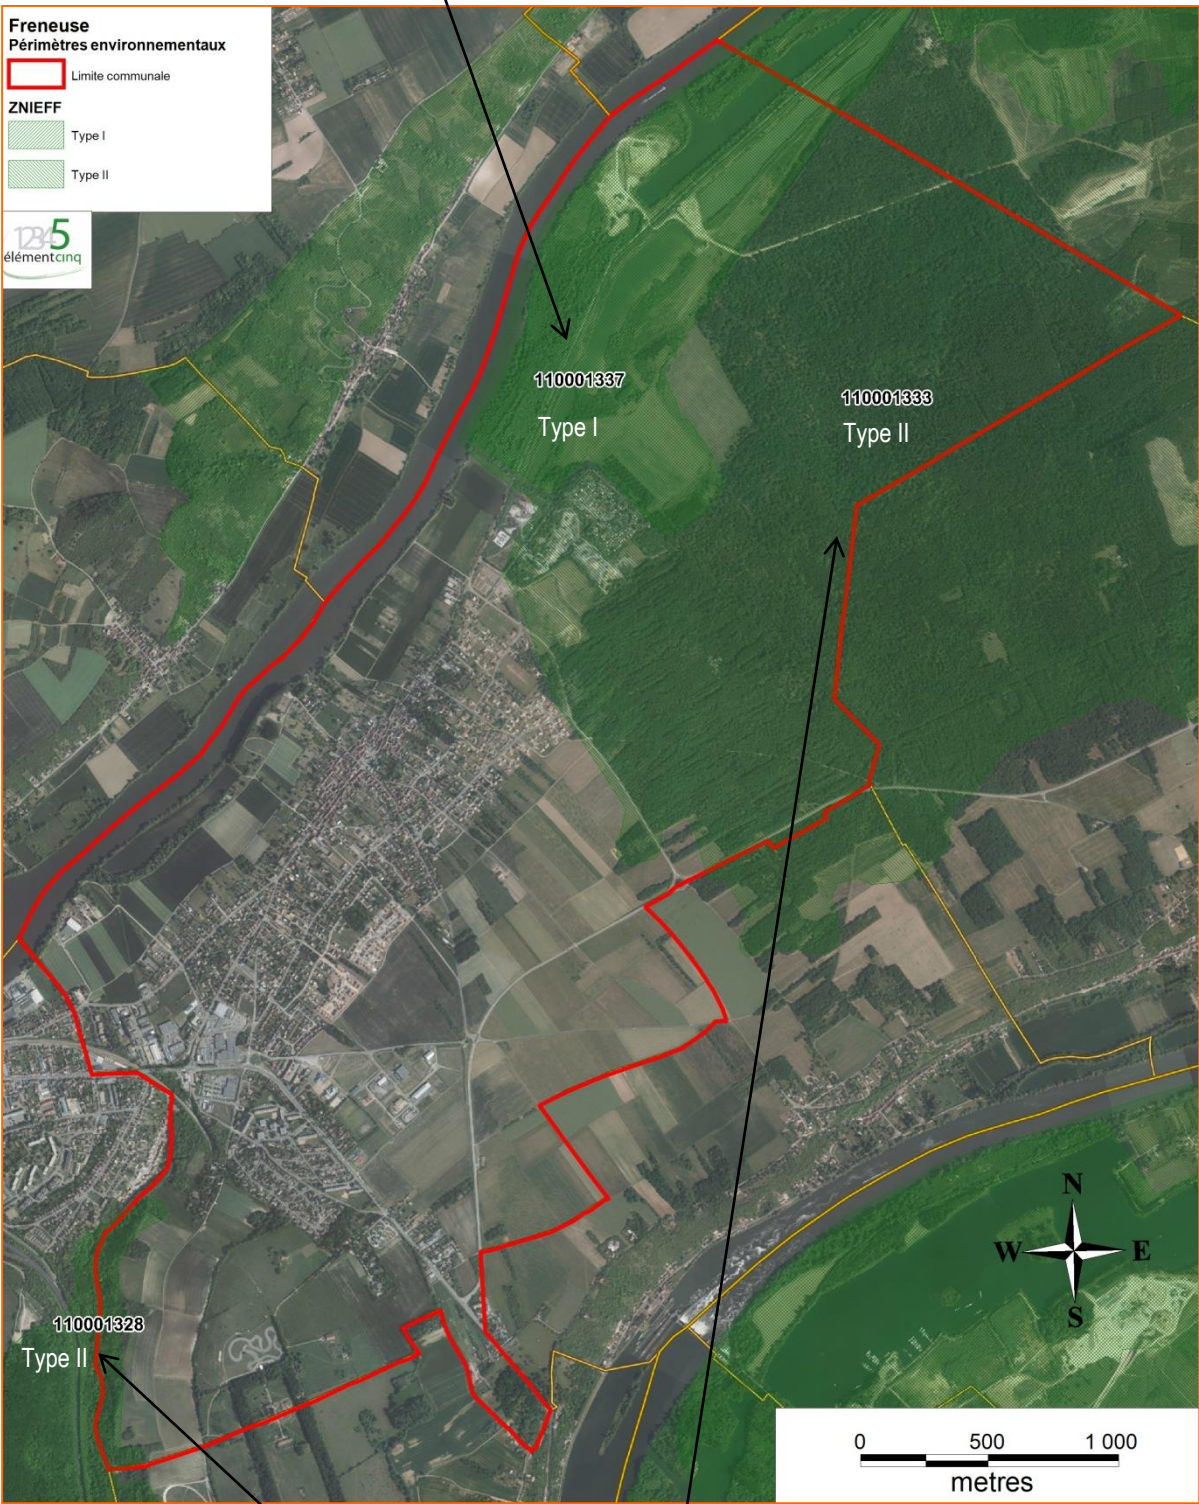 Freneuse
Périmètres environnementaux
Limite communale
ZNIEFF
Type I
Type II
12345
élémentcinq
110001337
Type I
110001333
Type II
110001328
Type II
N
W E
S
0 500 1 000
metres